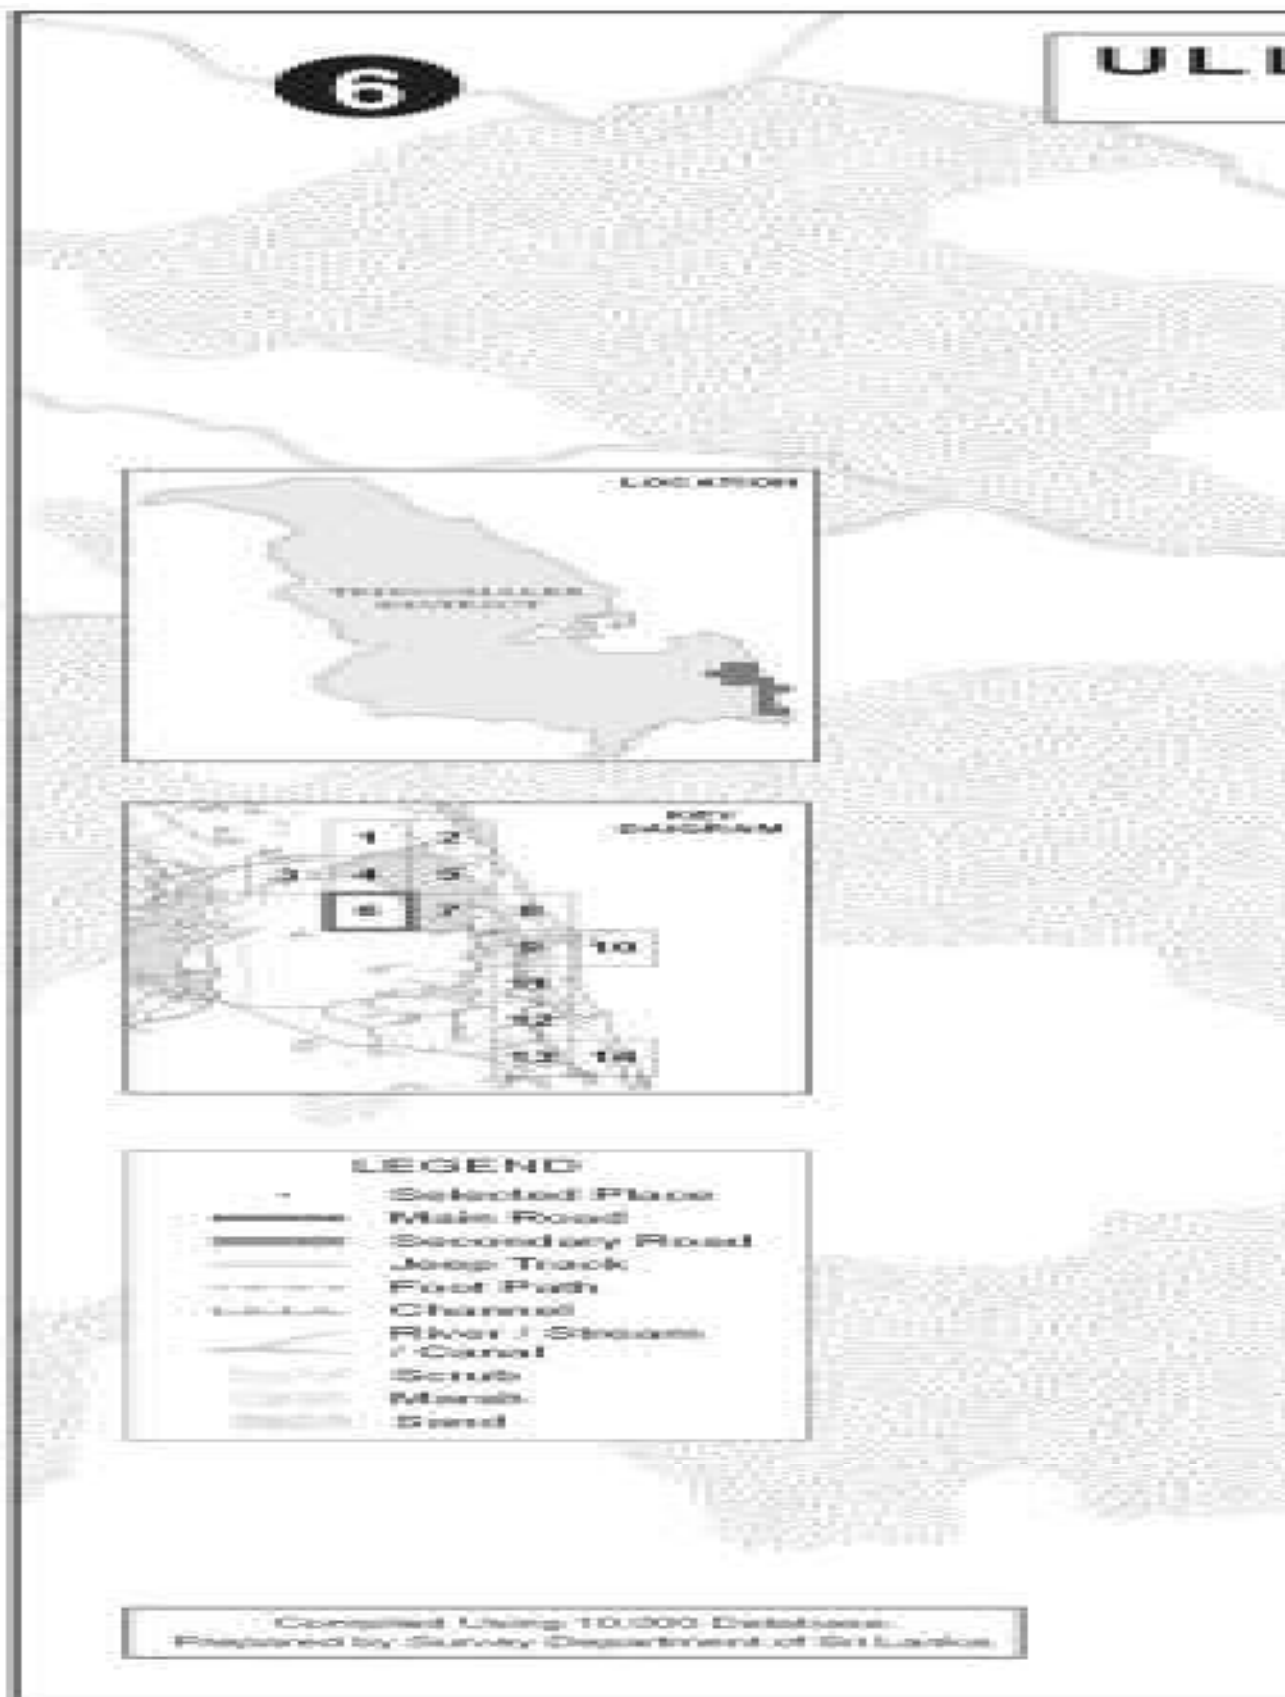 6
ULL
LOCATION
TRINCOMALEE
DISTRICT
KEY
DAIGRAM
1 2
3 4 5
6 7 8
9 10
11
12
13 14
LEGEND
Selected Place
Main Road
Secondary Road
Jeep Track
Foot Path
Channel
River / Stream
/ Canal
Scrub
Marsh
Sand
Compiled Using 10,000 Database
Prepared by Survey Department of Sri Lanka